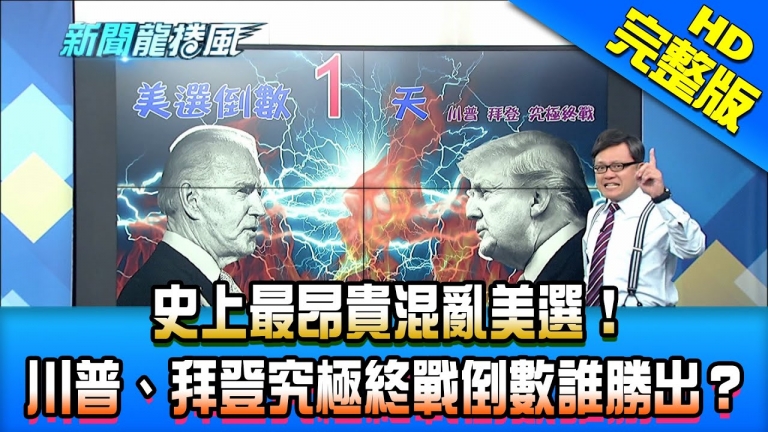 新聞龍捲風
HD
完整版
美選倒數 1 天
川普 拜登 究極終戰
史上最昂貴混亂美選！
川普、拜登究極終戰倒數誰勝出？